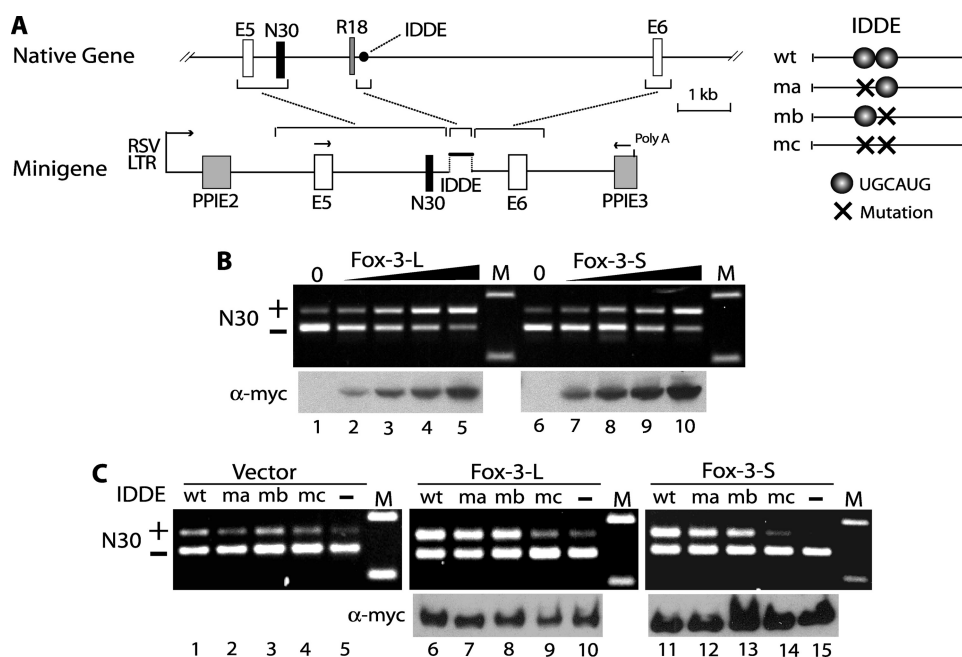 A
E5 N30 R18 IDDE E6
Native Gene
1 kb
RSV
LTR
Poly A
Minigene
PPIE2 E5 N30 IDDE E6 PPIE3
IDDE
wt
ma
mb
mc
UGCAUG
Mutation
B
0 Fox-3-L M 0 Fox-3-S M
N30 +
−
α-myc
1 2 3 4 5 6 7 8 9 10
C
Vector Fox-3-L Fox-3-S
IDDE wt ma mb mc − M wt ma mb mc − M wt ma mb mc − M
N30 +
−
α-myc
1 2 3 4 5 6 7 8 9 10 11 12 13 14 15